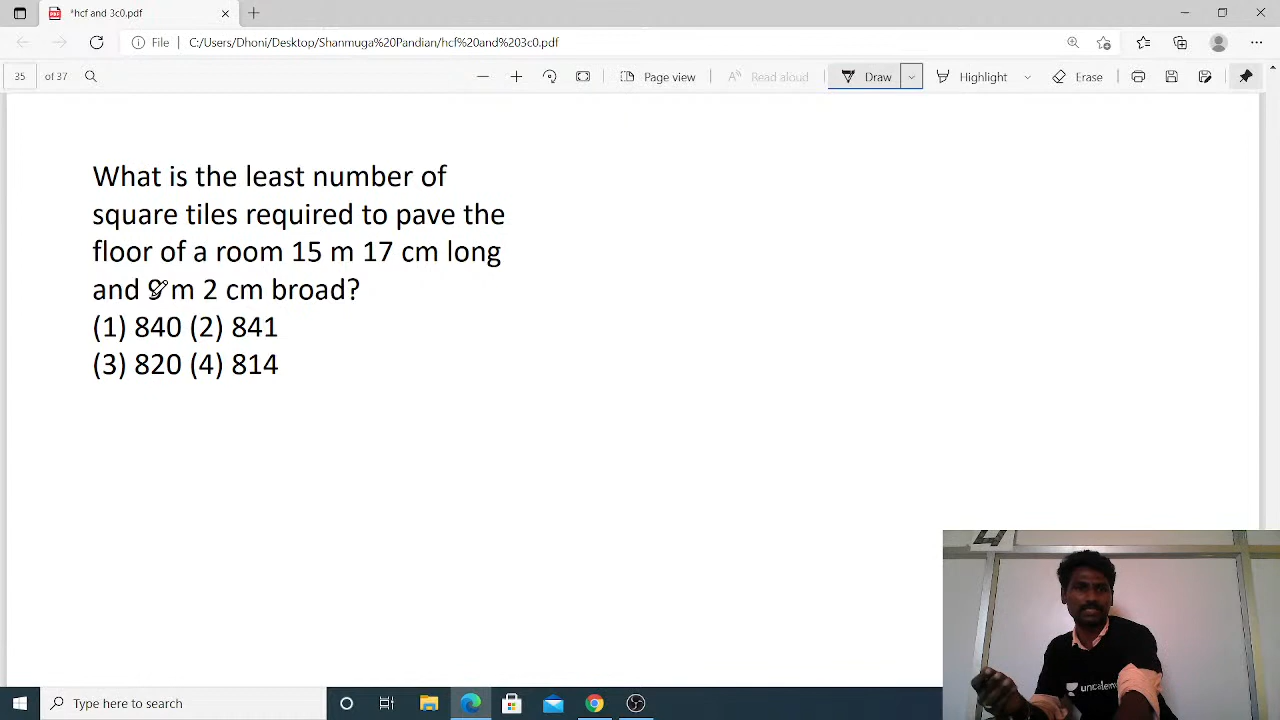 *hcf and 3c0.pdf
File C:/Users/Dhoni/Desktop/Shanmuga%20Pandian/hcf%20and%203c0.pdf
35 of 37 Page view Read aloud Draw Highlight Erase
What is the least number of
square tiles required to pave the
floor of a room 15 m 17 cm long
and 9 m 2 cm broad?
(1) 840 (2) 841
(3) 820 (4) 814
4
Type here to search